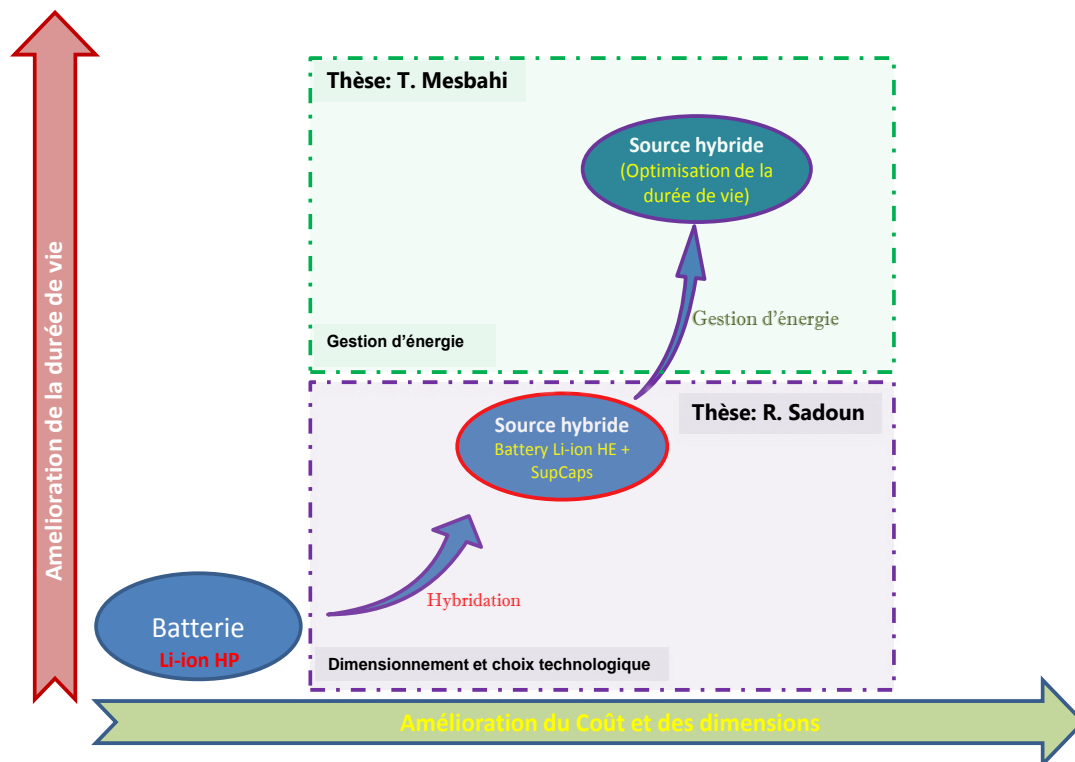 Thèse: T. Mesbahi
Source hybride
(Optimisation de la
durée de vie)
Gestion d'énergie
Gestion d'énergie
Thèse: R. Sadoun
Source hybride
Battery Li-ion HE +
SupCaps
Hybridation
Dimensionnement et choix technologique
Batterie
Li-ion HP
Amelioration de la durée de vie
Amélioration du Coût et des dimensions